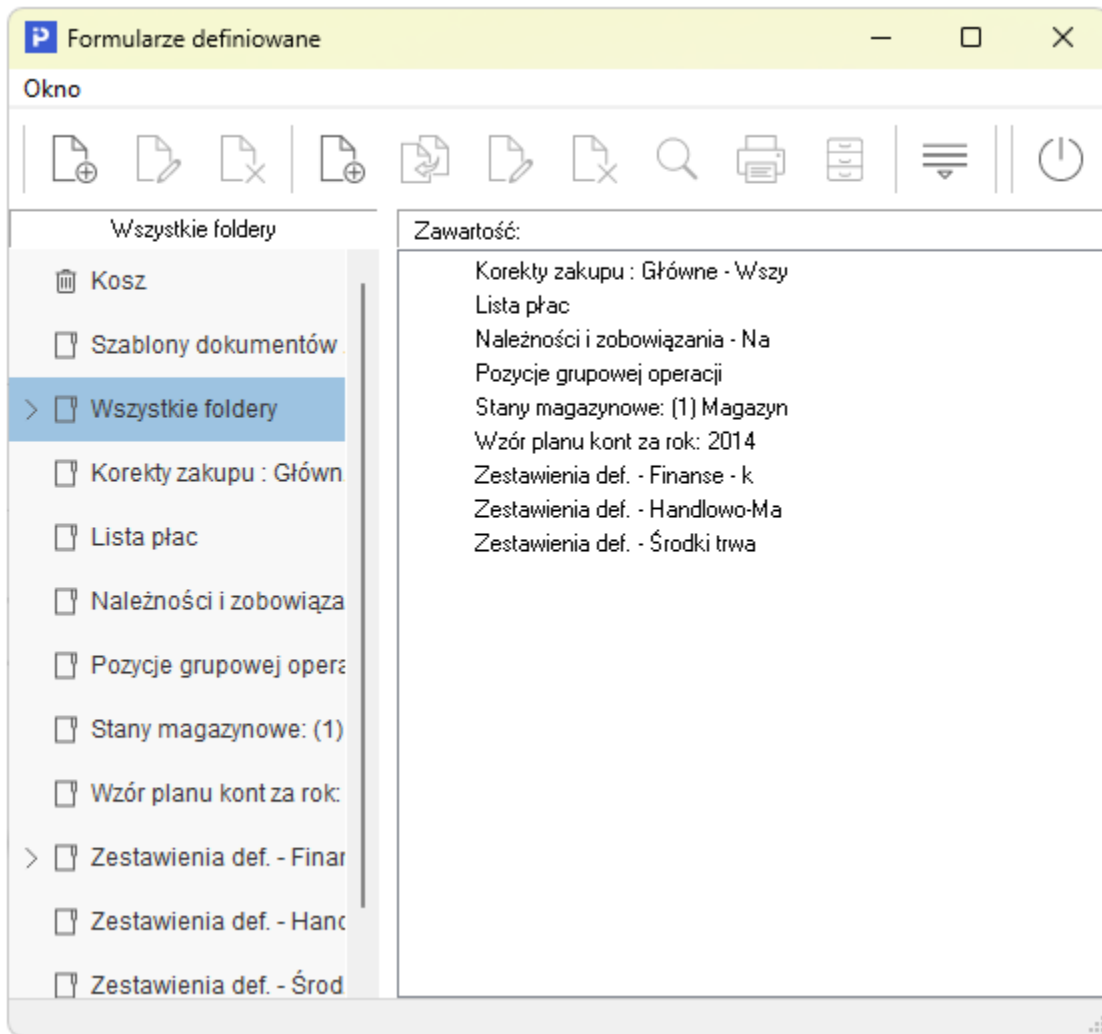 Formularze definiowane
Okno
Wszystkie foldery
Kosz
Szablony dokumentów
Wszystkie foldery
Korekty zakupu : Główn
Lista płac
Należności i zobowiąza
Pozycje grupowej opera
Stany magazynowe: (1)
Wzór planu kont za rok:
Zestawienia def. - Finan
Zestawienia def. - Hand
Zestawienia def. - Środ
Zawartość:
Korekty zakupu : Główne - Wszy
Lista płac
Należności i zobowiązania - Na
Pozycje grupowej operacji
Stany magazynowe: (1) Magazyn
Wzór planu kont za rok: 2014
Zestawienia def. - Finanse - k
Zestawienia def. - Handlowo-Ma
Zestawienia def. - Środki trwa